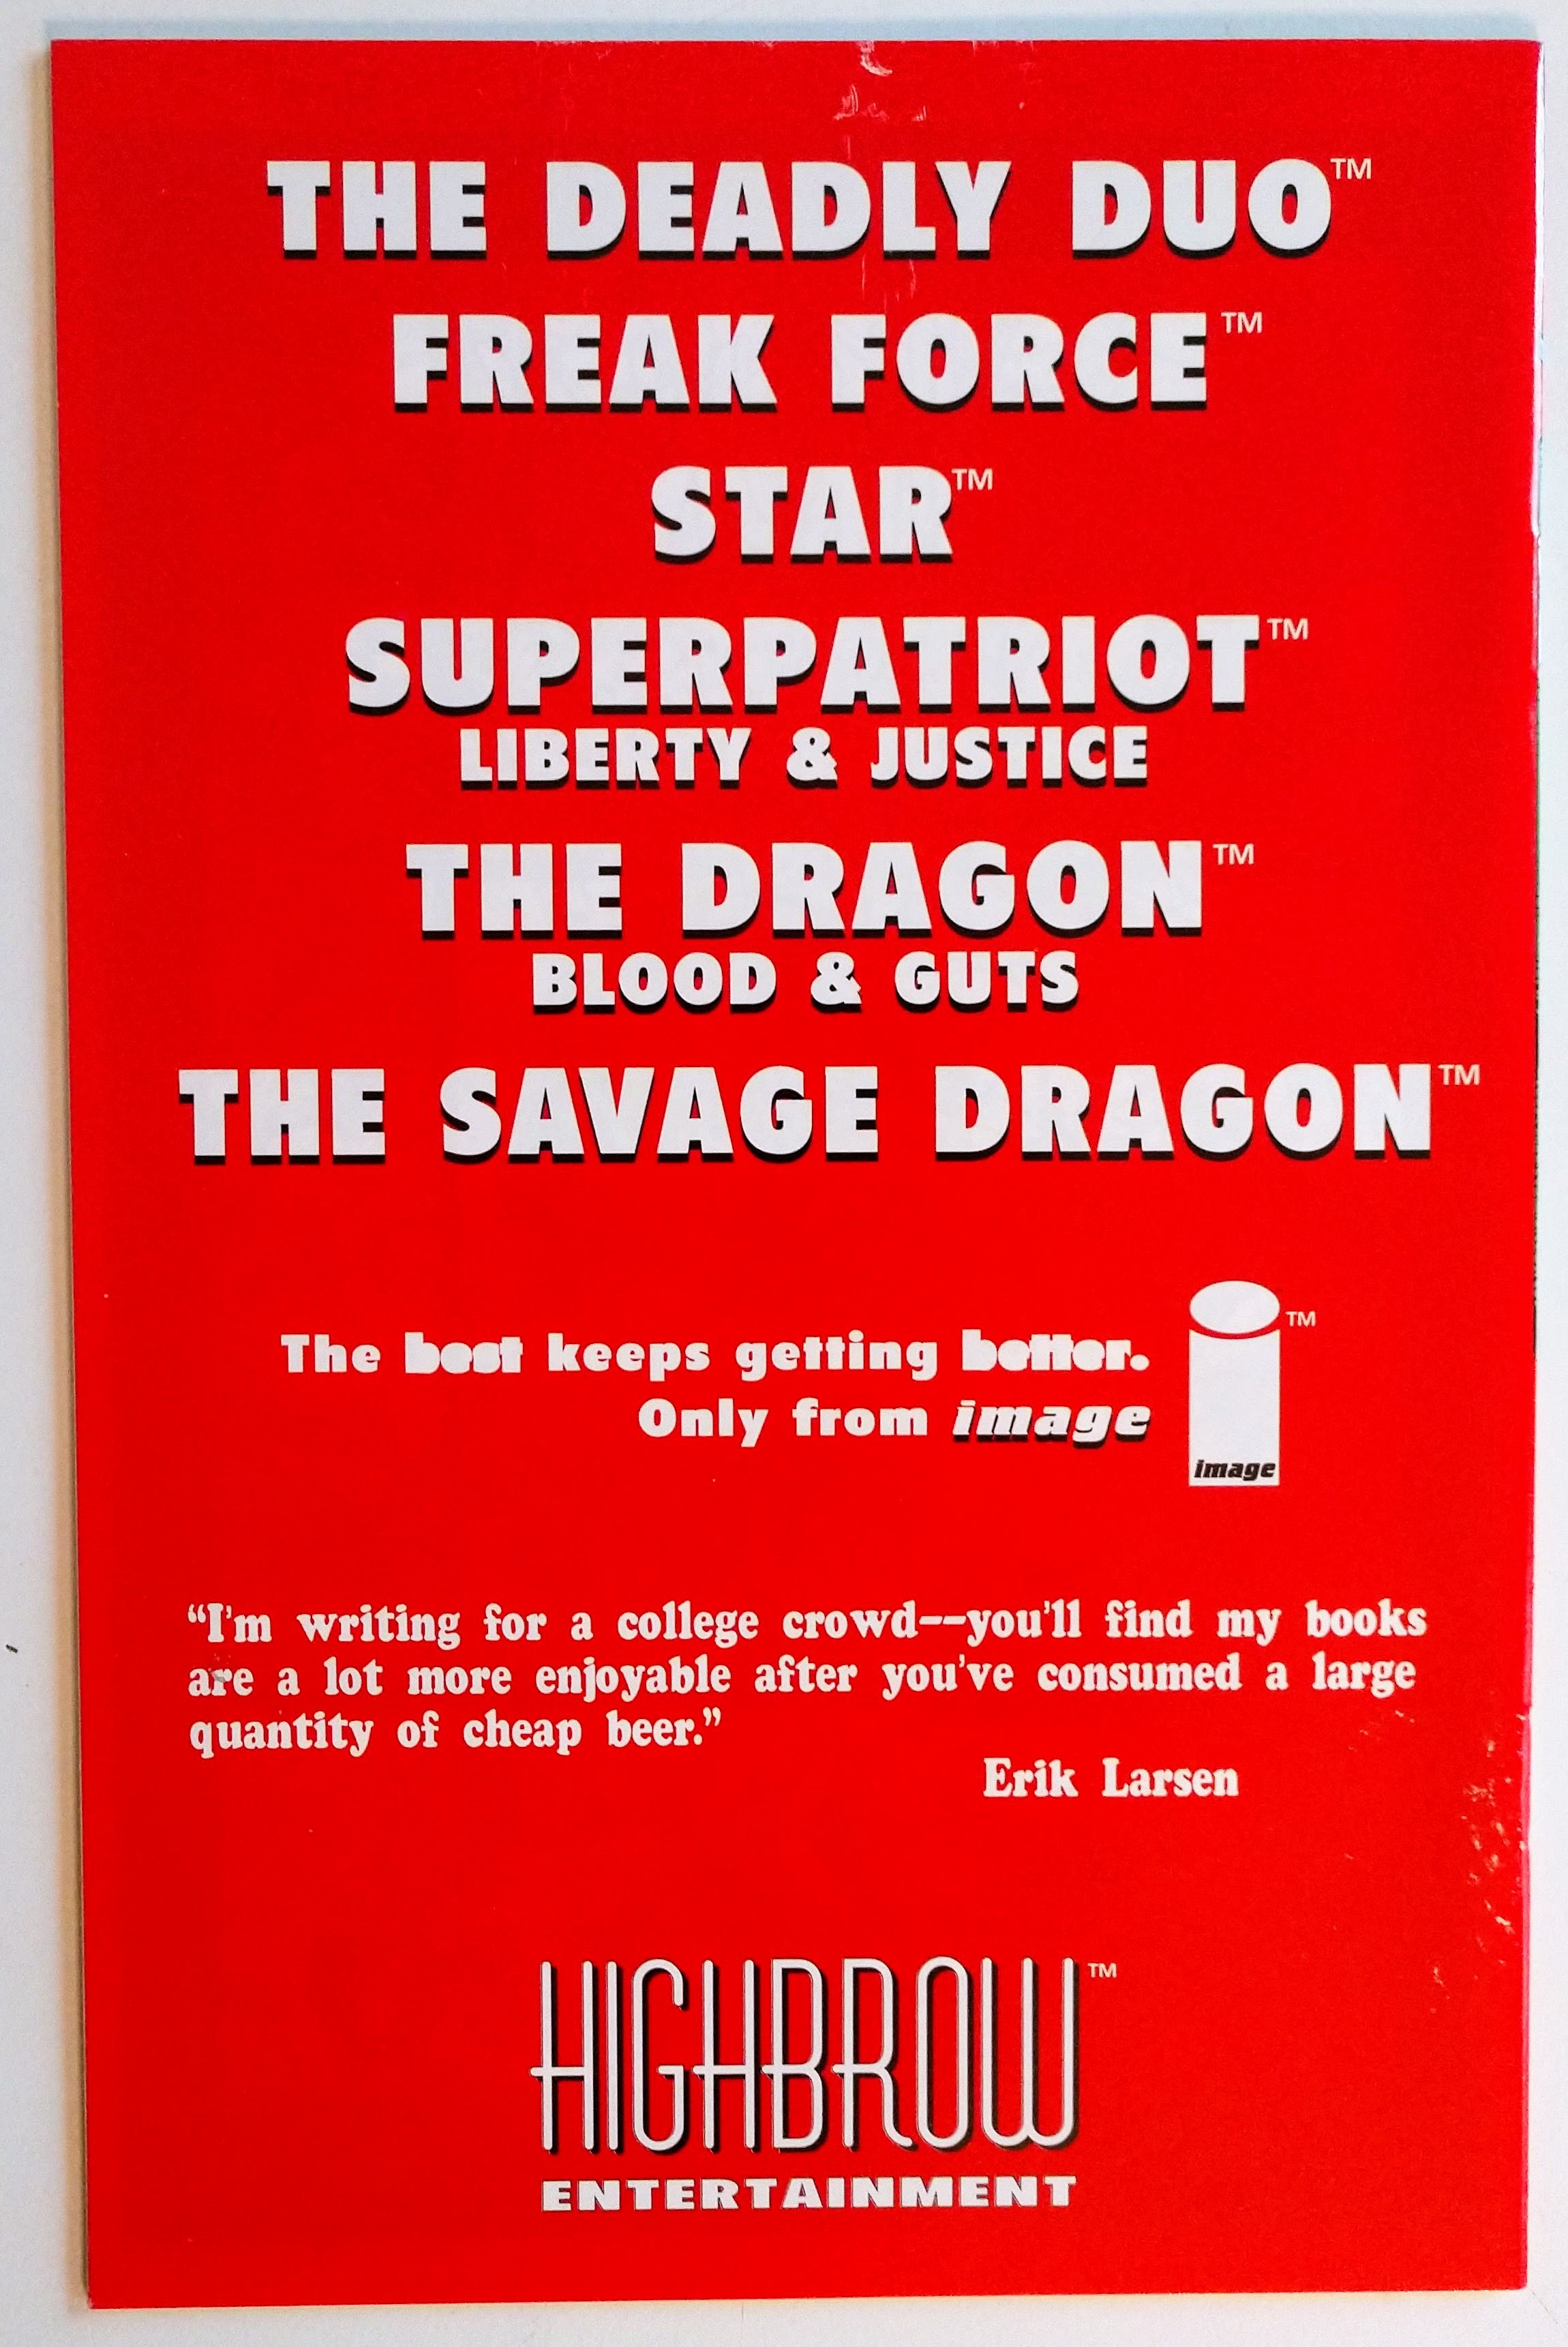 THE DEADLY DUO™
FREAK FORCE™
STAR™
SUPERPATRIOT™
LIBERTY & JUSTICE
THE DRAGON™
BLOOD & GUTS
THE SAVAGE DRAGON™
The best keeps getting better.
Only from image
™
image
“I'm writing for a college crowd--you'll find my books
are a lot more enjoyable after you've consumed a large
quantity of cheap beer.”
Erik Larsen
HIGHBROW™
ENTERTAINMENT